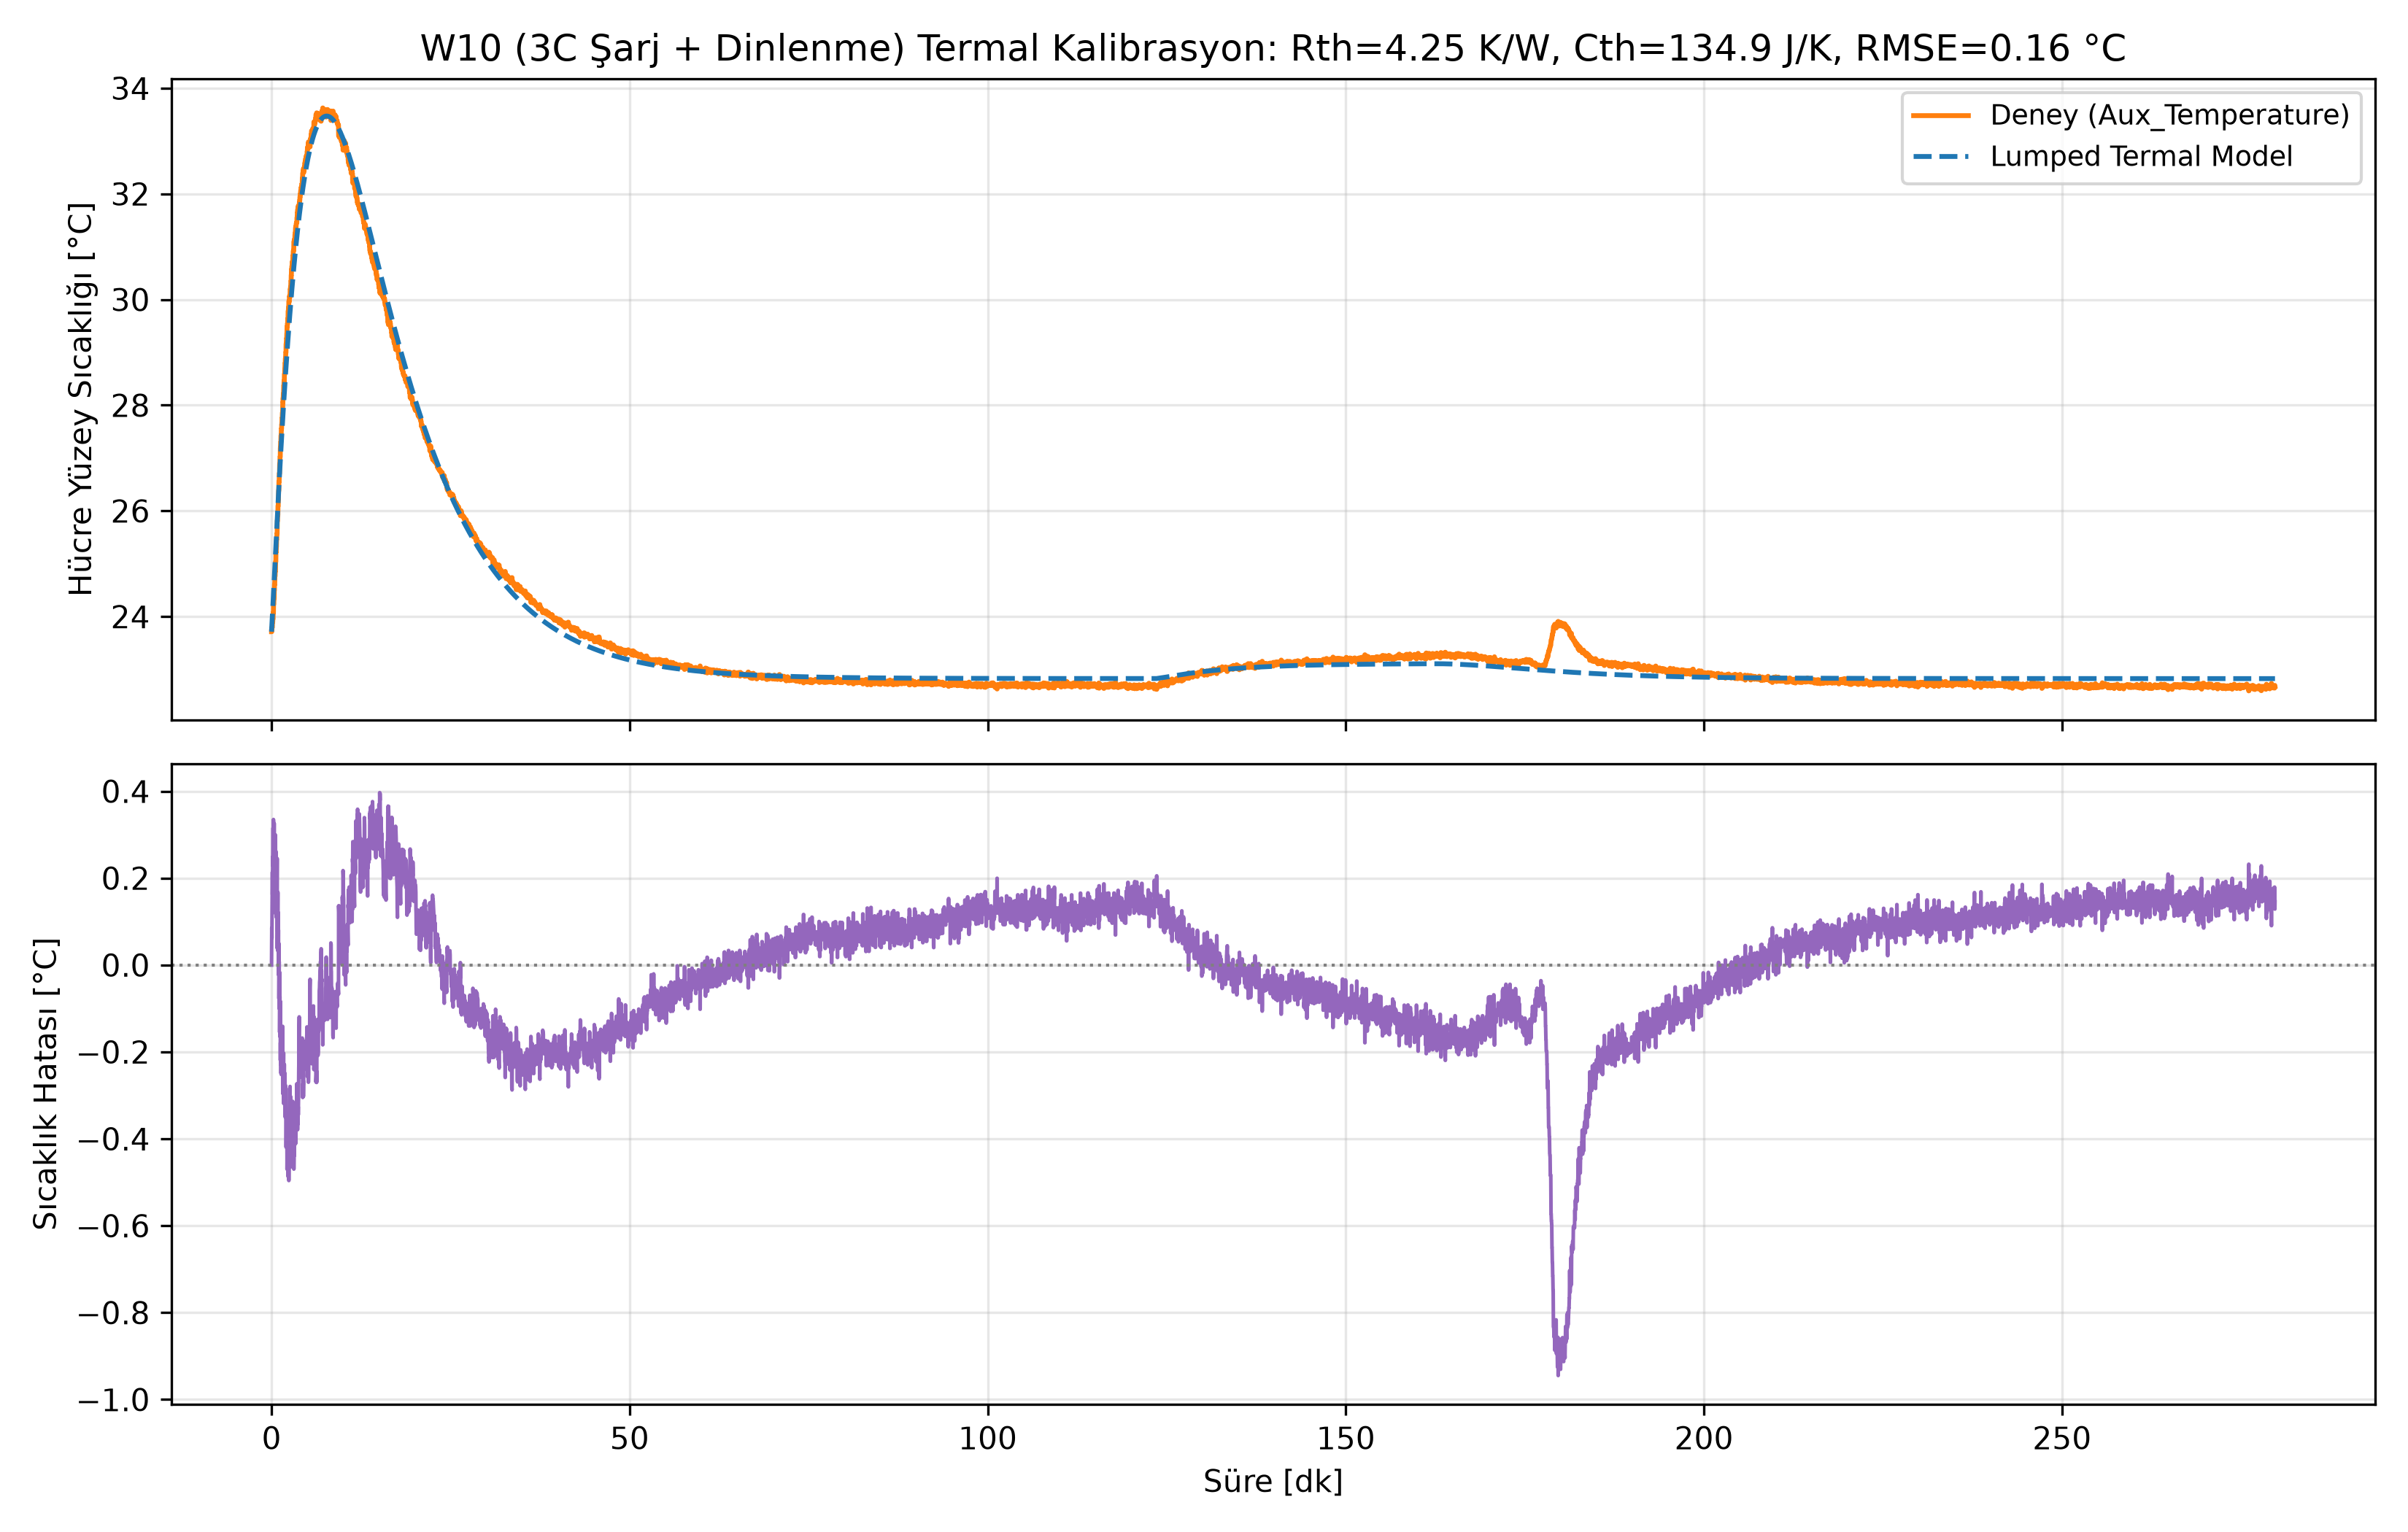 W10 (3C Şarj + Dinlenme) Termal Kalibrasyon: Rth=4.25 K/W, Cth=134.9 J/K, RMSE=0.16 °C
Hücre Yüzey Sıcaklığı [°C]
34
32
30
28
26
24
Deney (Aux_Temperature)
Lumped Termal Model
Sıcaklık Hatası [°C]
0.4
0.2
0.0
−0.2
−0.4
−0.6
−0.8
−1.0
0 50 100 150 200 250
Süre [dk]